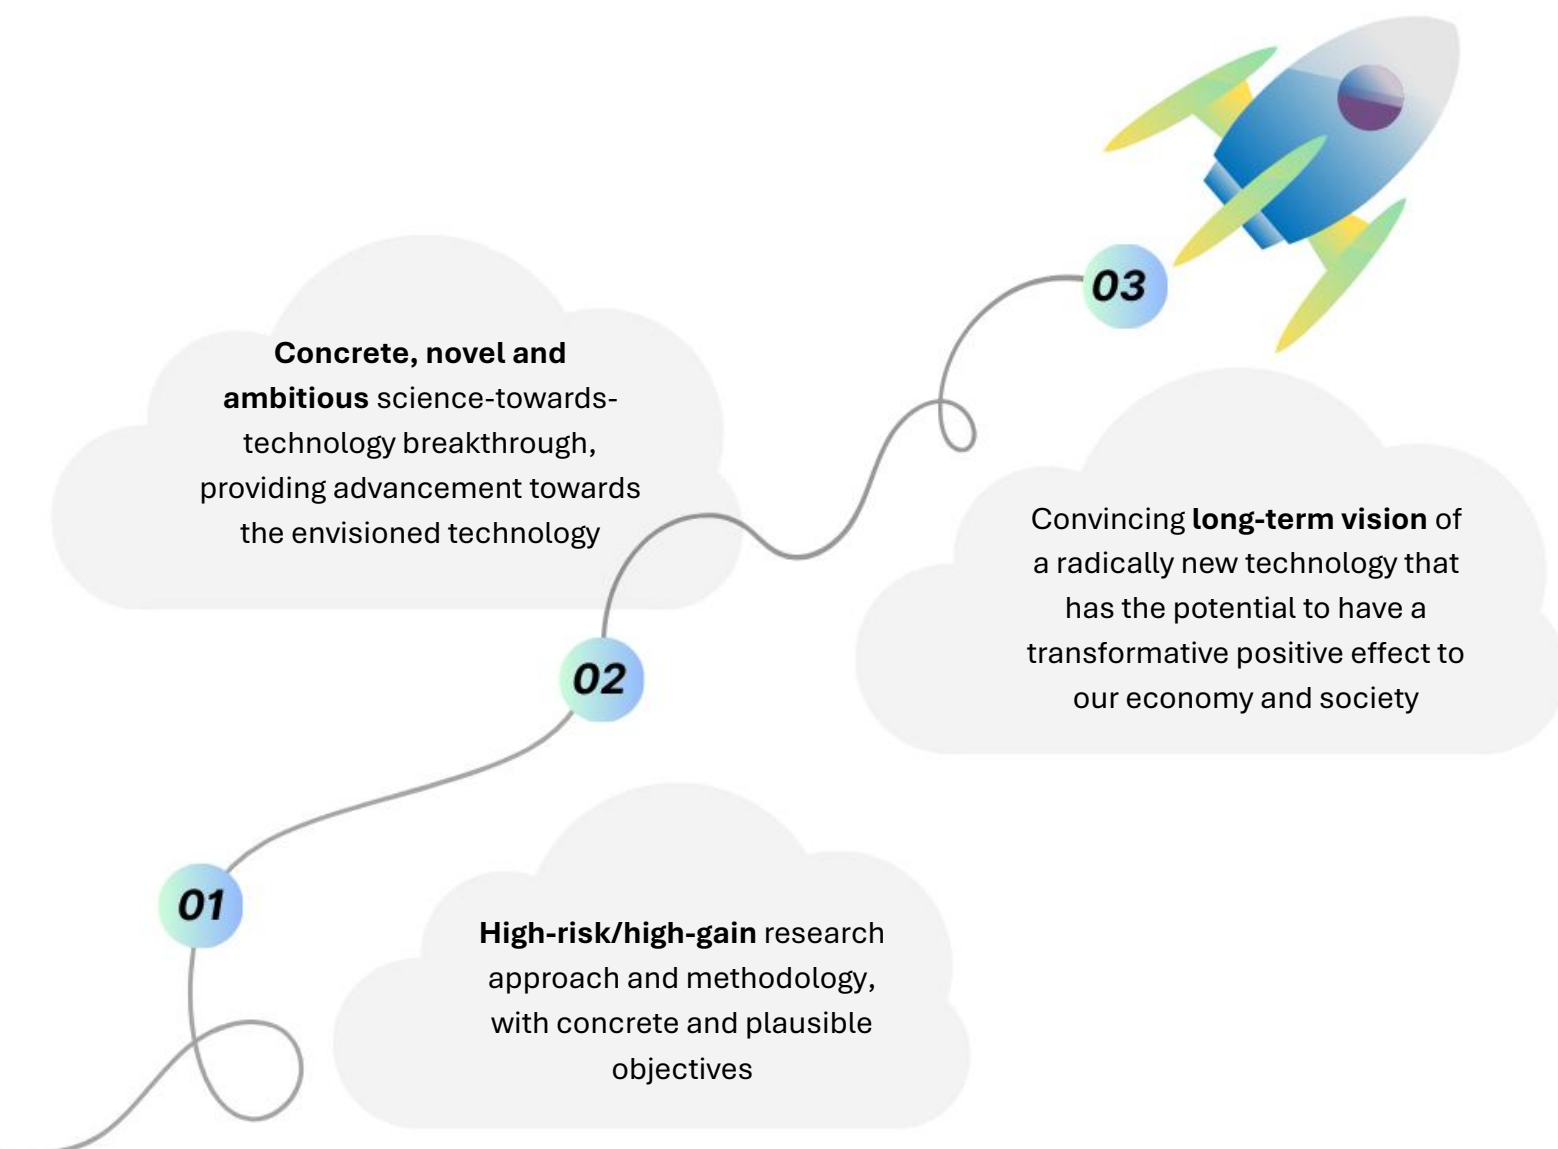 03
Concrete, novel and
ambitious science-towards-
technology breakthrough,
providing advancement towards
the envisioned technology
Convincing long-term vision of
a radically new technology that
has the potential to have a
transformative positive effect to
our economy and society
02
01
High-risk/high-gain research
approach and methodology,
with concrete and plausible
objectives